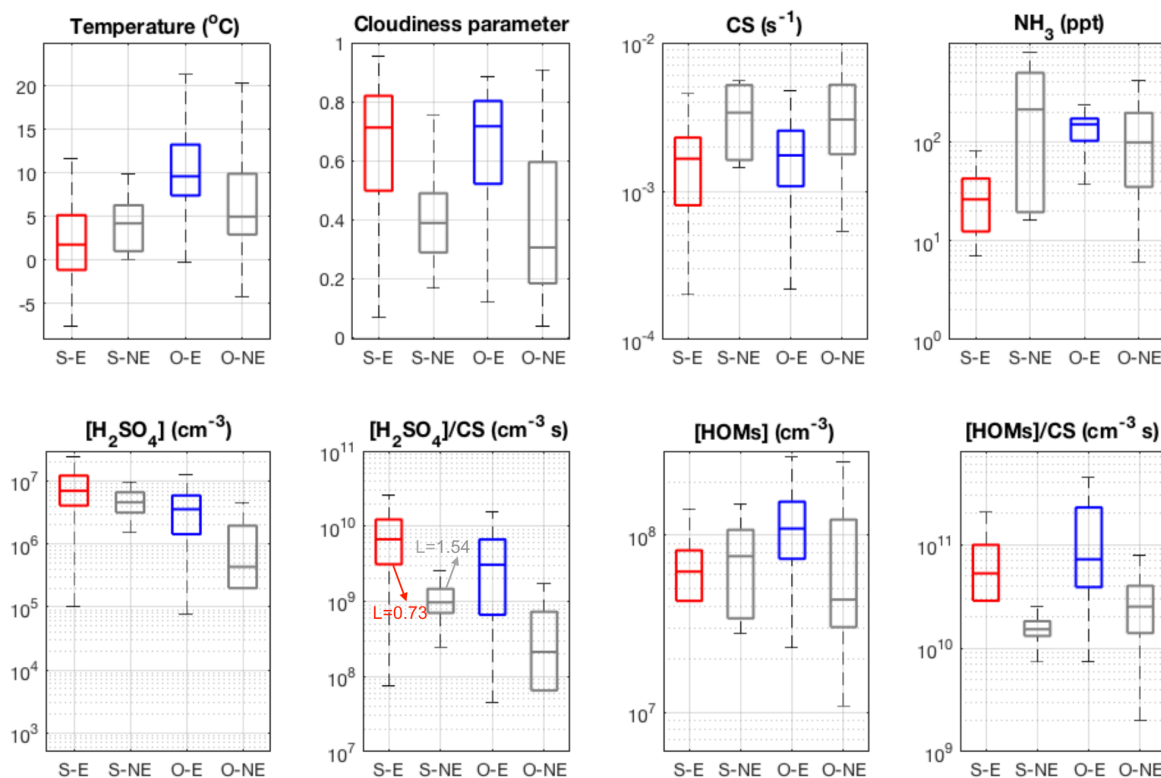 Temperature (°C)
20
15
10
5
0
-5
S-E S-NE O-E O-NE
Cloudiness parameter
1
0.8
0.6
0.4
0.2
0
S-E S-NE O-E O-NE
CS (s⁻¹)
10⁻²
10⁻³
10⁻⁴
S-E S-NE O-E O-NE
NH₃ (ppt)
10²
10¹
10⁰
S-E S-NE O-E O-NE
[H₂SO₄] (cm⁻³)
10⁷
10⁶
10⁵
10⁴
10³
S-E S-NE O-E O-NE
[H₂SO₄]/CS (cm⁻³ s)
10¹¹
10¹⁰
L=1.54
10⁹
L=0.73
10⁸
10⁷
S-E S-NE O-E O-NE
[HOMs] (cm⁻³)
10⁸
10⁷
S-E S-NE O-E O-NE
[HOMs]/CS (cm⁻³ s)
10¹¹
10¹⁰
10⁹
S-E S-NE O-E O-NE